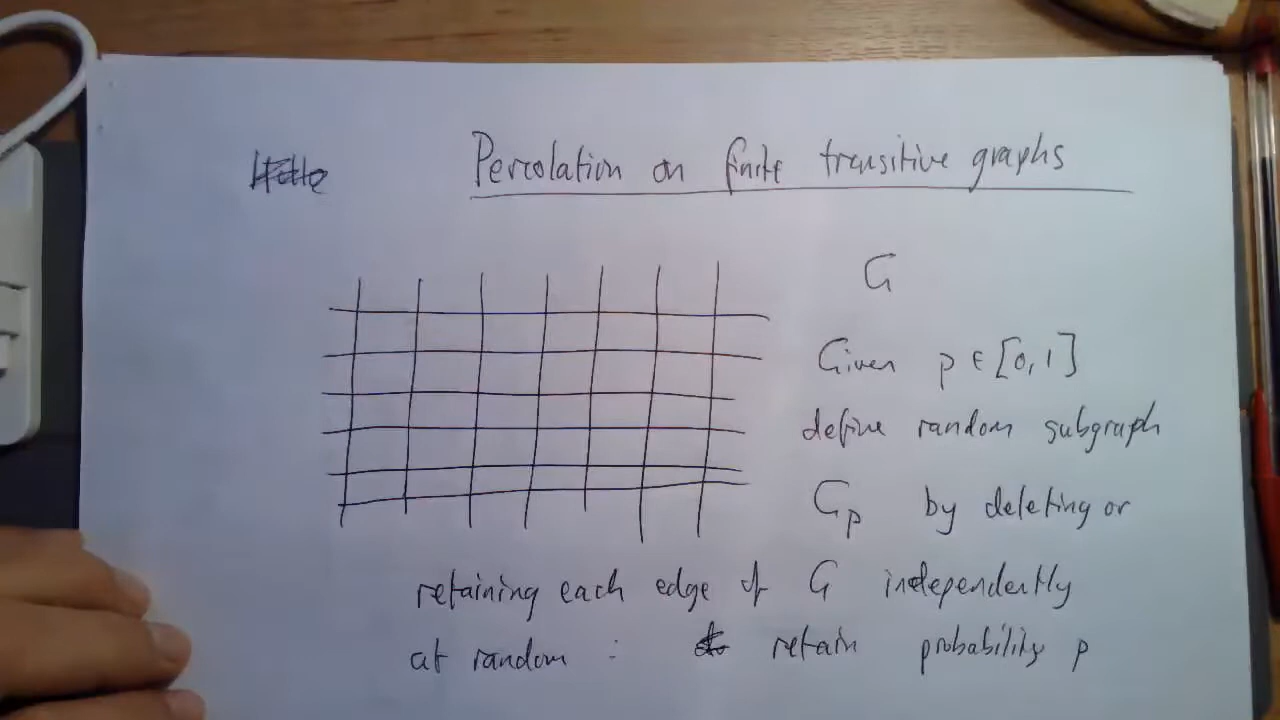 Percolation on finite transitive graphs
G
Given p ∈ [0,1]
define random subgraph
G_p by deleting or
retaining each edge of G independently
at random : retain probability p